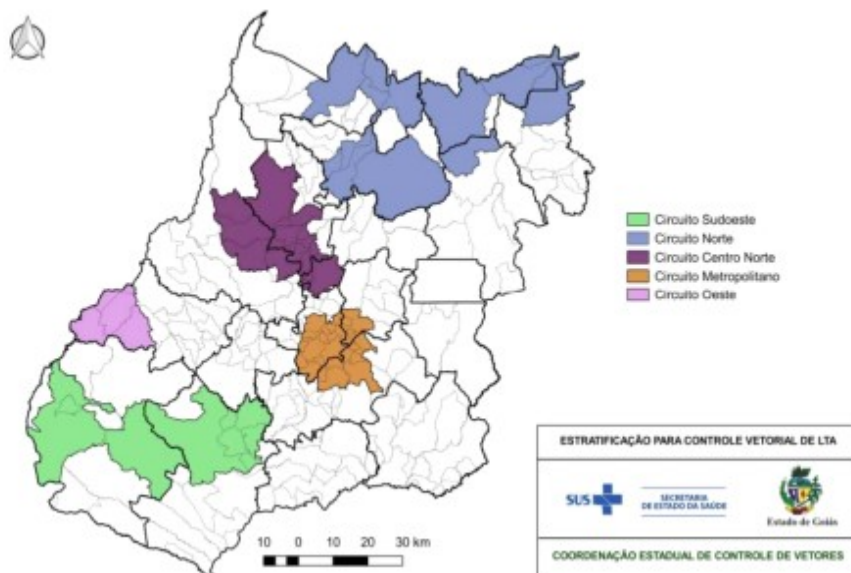 Circuito Sudoeste
Circuito Norte
Circuito Centro Norte
Circuito Metropolitano
Circuito Oeste
10 0 10 20 30 km
ESTRATIFICAÇÃO PARA CONTROLE VETORIAL DE LTA
SUS
SECRETARIA
DE ESTADO DA SAÚDE
Estado de Goiás
COORDENAÇÃO ESTADUAL DE CONTROLE DE VETORES